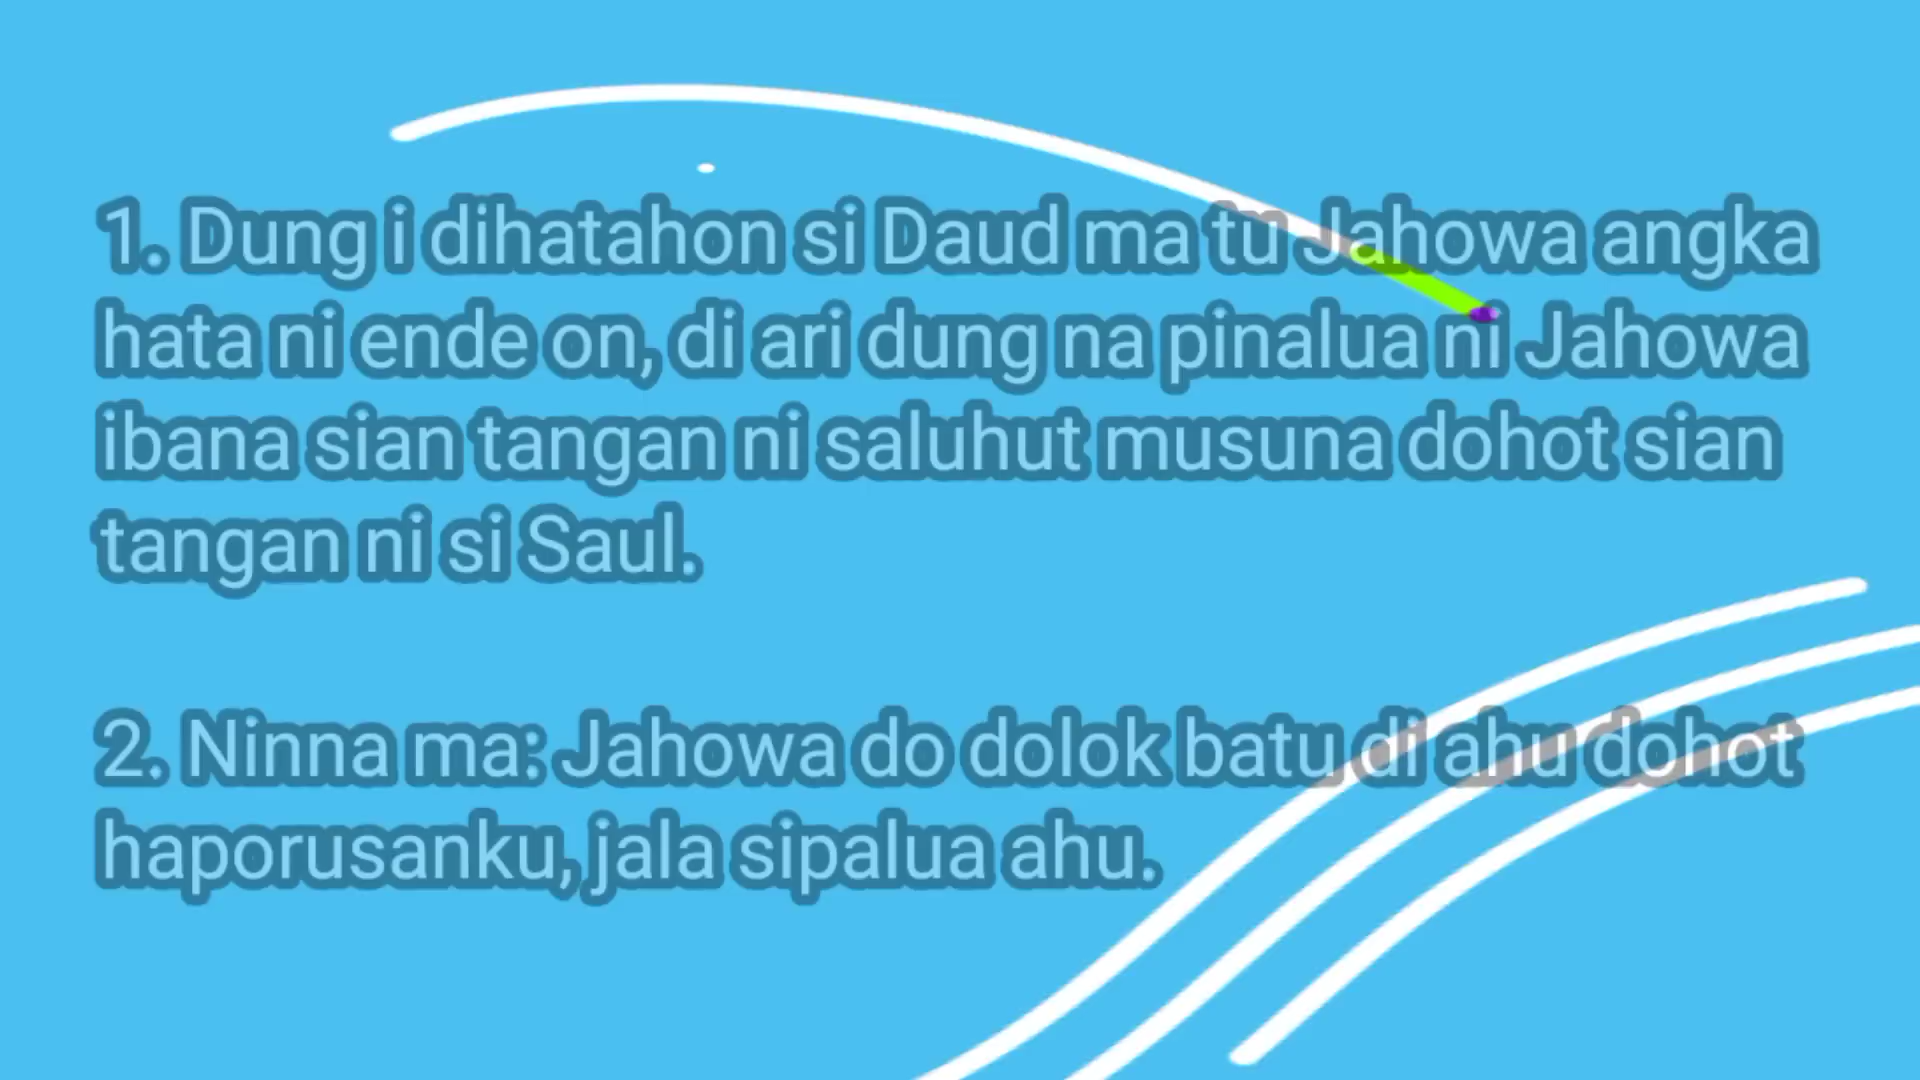 1. Dung i dihatahon si Daud ma tu Jahowa angka
hata ni ende on, di ari dung na pinalua ni Jahowa
ibana sian tangan ni saluhut musuna dohot sian
tangan ni si Saul.
2. Ninna ma: Jahowa do dolok batu di ahu dohot
haporusanku, jala sipalua ahu.